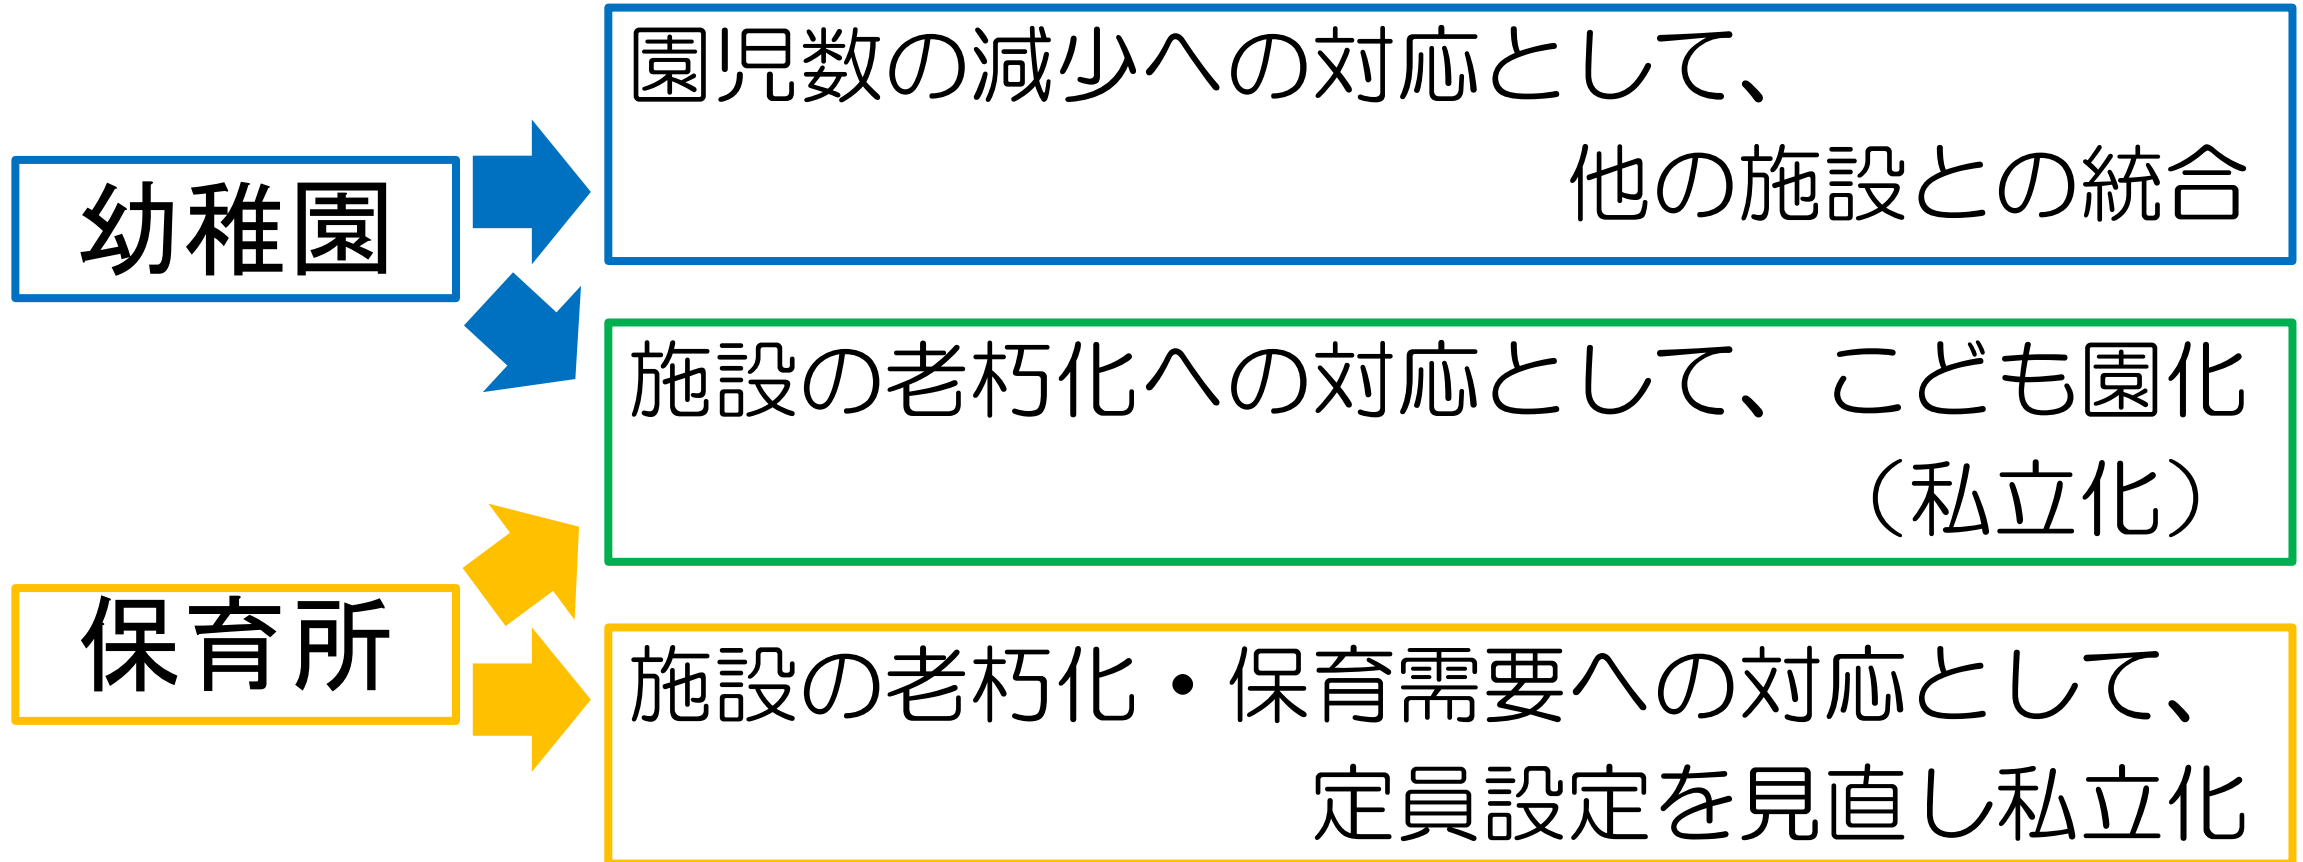 幼稚園
園児数の減少への対応として、
他の施設との統合
施設の老朽化への対応として、こども園化
（私立化）
保育所
施設の老朽化・保育需要への対応として、
定員設定を見直し私立化